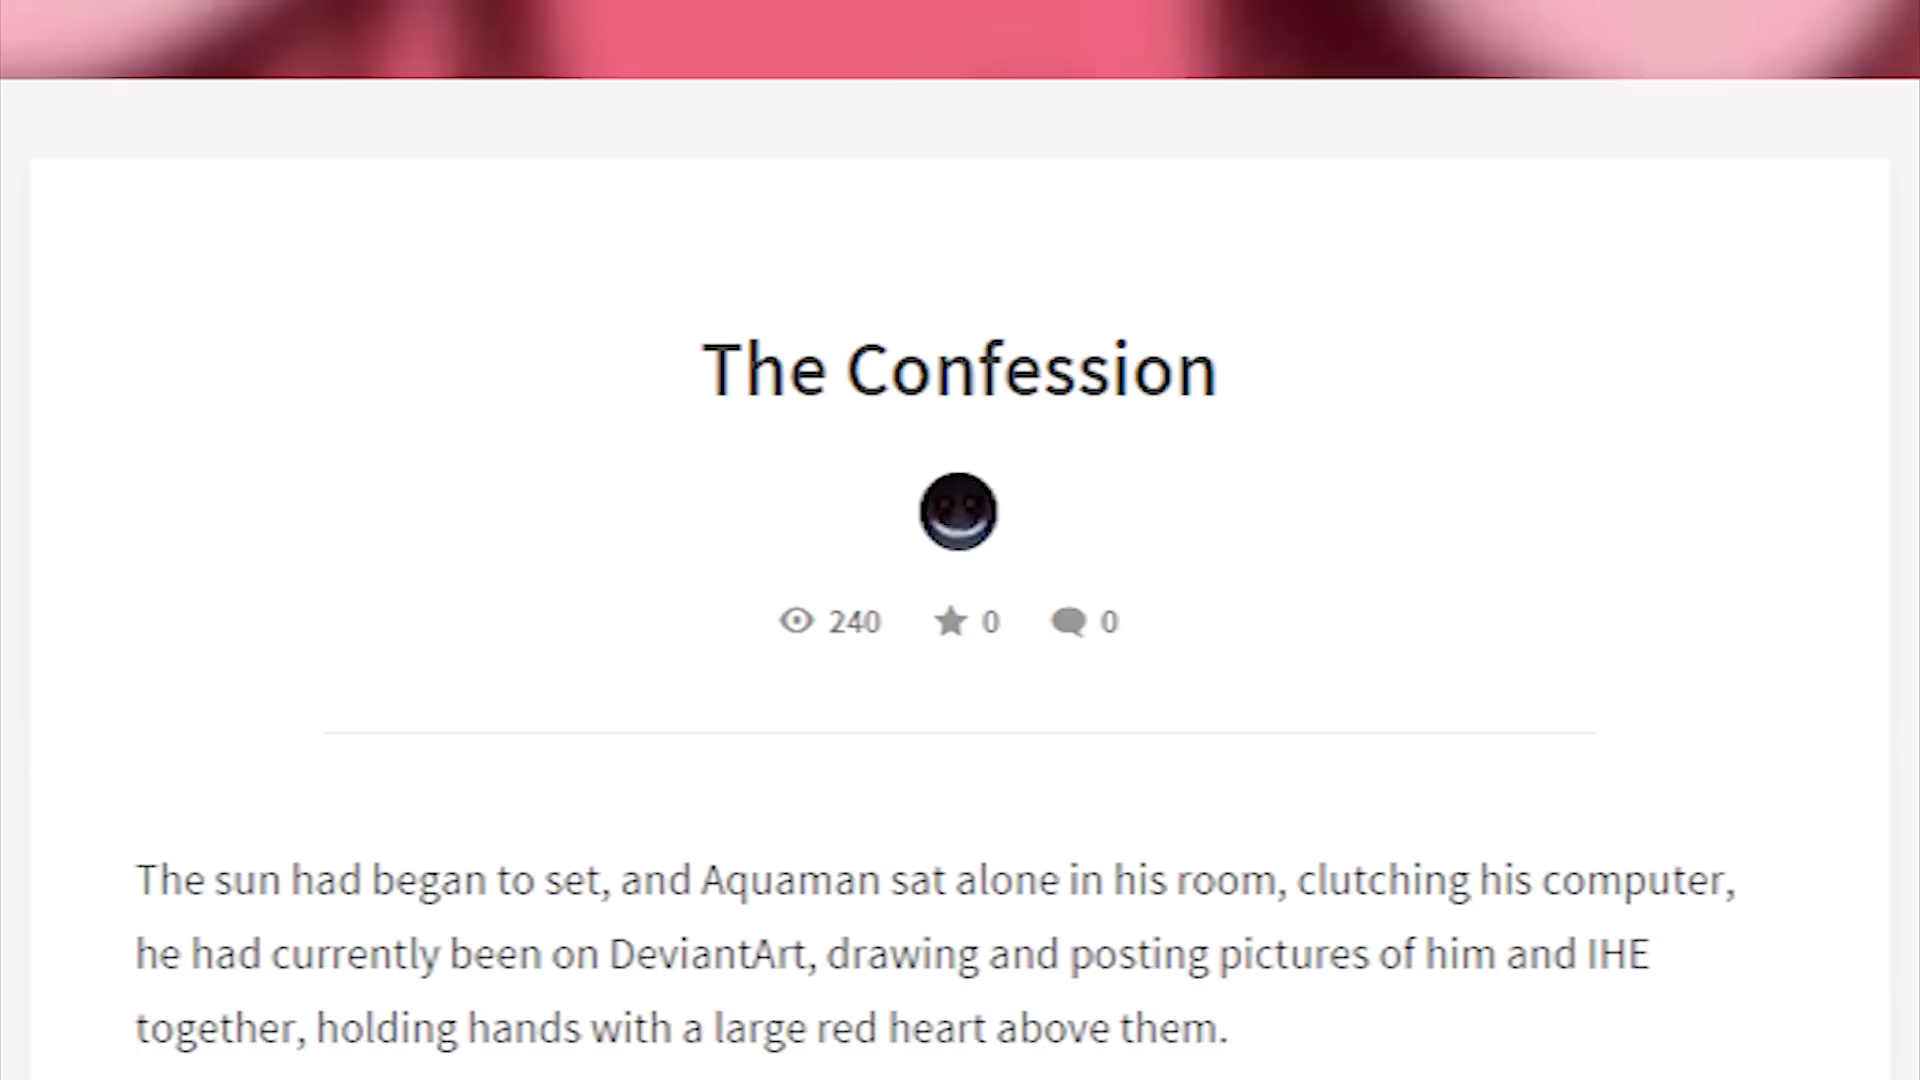 The Confession
240 0 0
The sun had began to set, and Aquaman sat alone in his room, clutching his computer,
he had currently been on DeviantArt, drawing and posting pictures of him and IHE
together, holding hands with a large red heart above them.